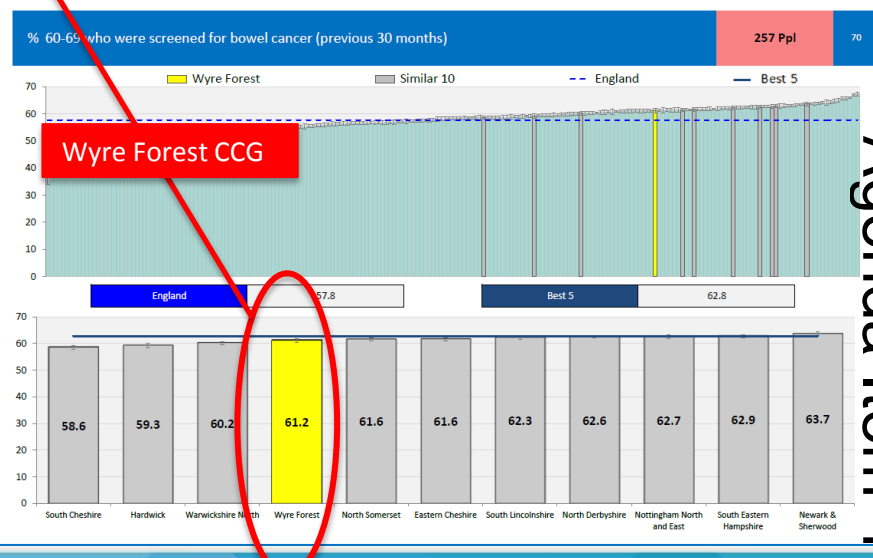 % 60-69 who were screened for bowel cancer (previous 30 months)
257 Ppl
70
Wyre Forest
Similar 10
England
Best 5
70
60
50
40
30
20
10
0
Wyre Forest CCG
England
57.8
Best 5
62.8
70
60
50
40
30
20
10
0
58.6
59.3
60.2
61.2
61.6
61.6
62.3
62.6
62.7
62.9
63.7
South Cheshire
Hardwick
Warwickshire North
Wyre Forest
North Somerset
Eastern Cheshire
South Lincolnshire
North Derbyshire
Nottingham North
and East
South Eastern
Hampshire
Newark &
Sherwood
Agenda Item